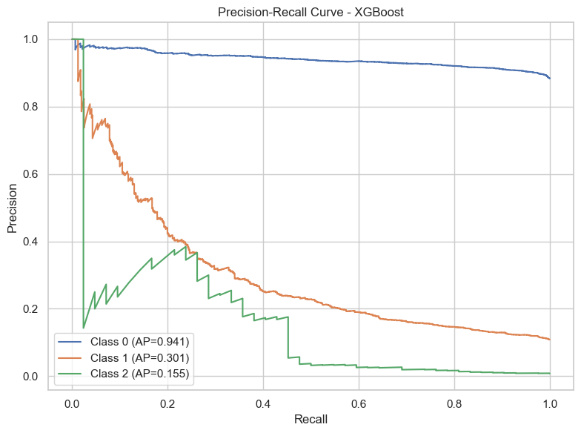 Precision-Recall Curve - XGBoost
1.0
0.8
0.6
0.4
0.2
0.0
Precision
Class 0 (AP=0.941)
Class 1 (AP=0.301)
Class 2 (AP=0.155)
0.0 0.2 0.4 0.6 0.8 1.0
Recall